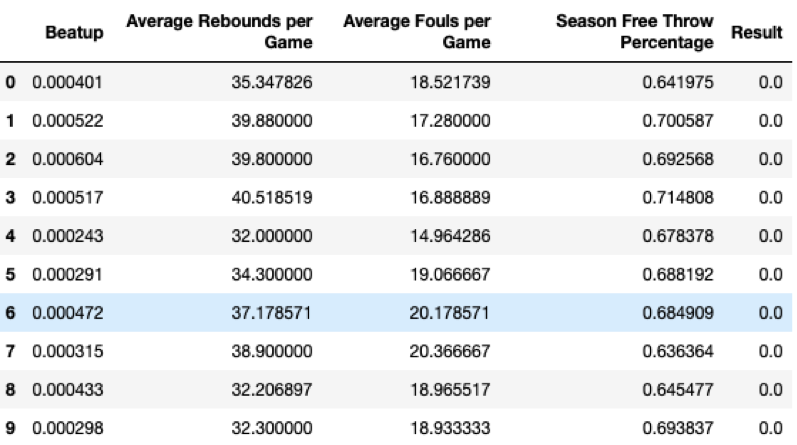 Beatup Average Rebounds per Game Average Fouls per Game Season Free Throw Percentage Result
0 0.000401 35.347826 18.521739 0.641975 0.0
1 0.000522 39.880000 17.280000 0.700587 0.0
2 0.000604 39.800000 16.760000 0.692568 0.0
3 0.000517 40.518519 16.888889 0.714808 0.0
4 0.000243 32.000000 14.964286 0.678378 0.0
5 0.000291 34.300000 19.066667 0.688192 0.0
6 0.000472 37.178571 20.178571 0.684909 0.0
7 0.000315 38.900000 20.366667 0.636364 0.0
8 0.000433 32.206897 18.965517 0.645477 0.0
9 0.000298 32.300000 18.933333 0.693837 0.0